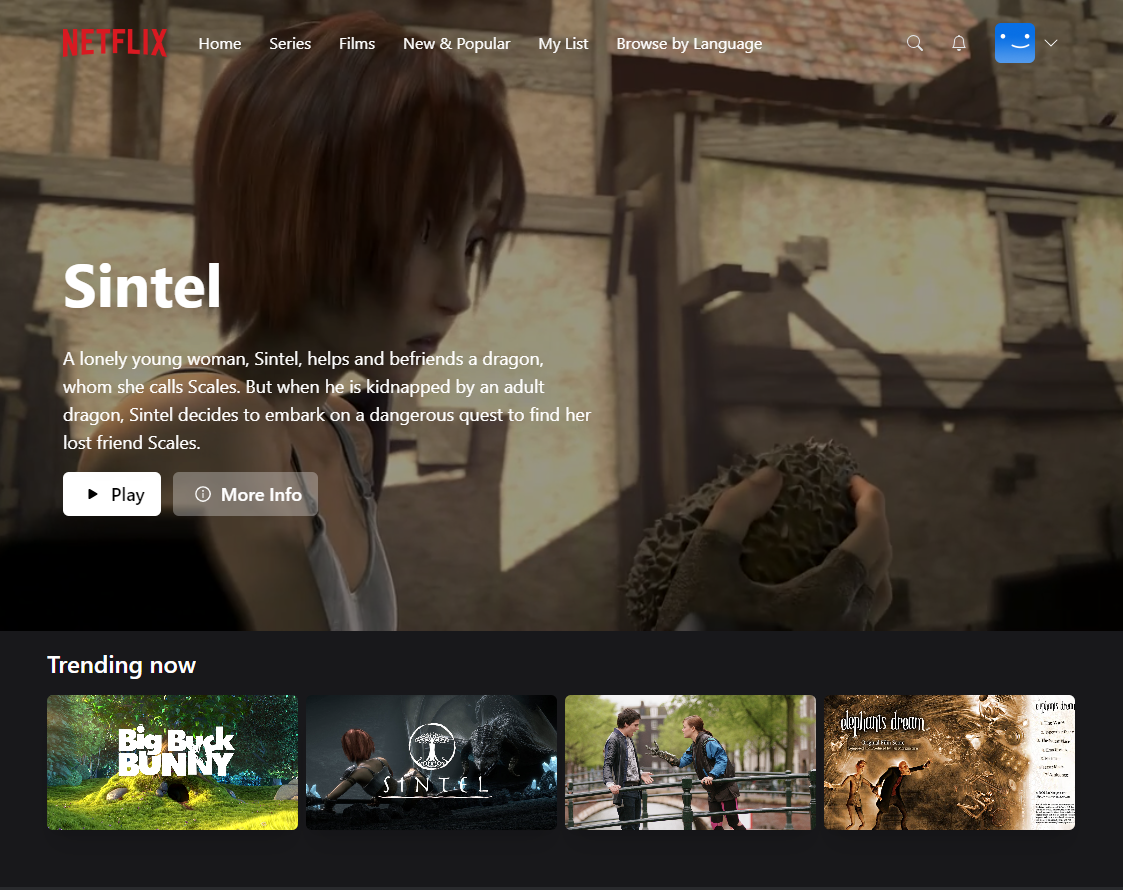 NETFLIX
Home
Series
Films
New & Popular
My List
Browse by Language
Sintel
A lonely young woman, Sintel, helps and befriends a dragon,
whom she calls Scales. But when he is kidnapped by an adult
dragon, Sintel decides to embark on a dangerous quest to find her
lost friend Scales.
Play
More Info
Trending now
Big Buck
BUNNY
SINTEL
elephants dream